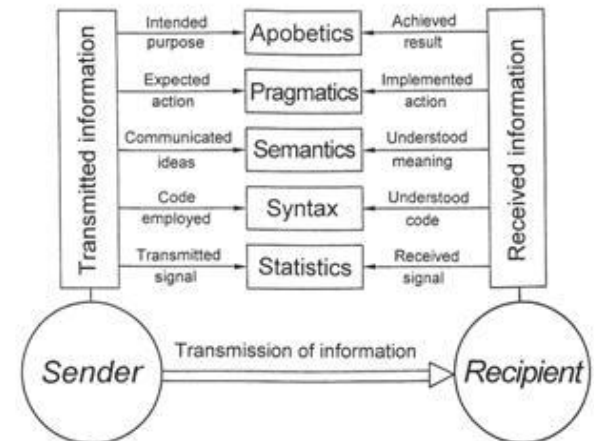 Transmitted information
Intended
purpose
Apobetics
Achieved
result
Expected
action
Pragmatics
Implemented
action
Communicated
ideas
Semantics
Understood
meaning
Code
employed
Syntax
Understood
code
Transmitted
signal
Statistics
Received
signal
Received information
Sender
Transmission of information
Recipient